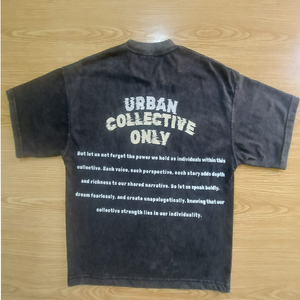 URBAN
COLLECTIVE
ONLY
But let us not forget the power we hold as individuals within this
collective. Each voice, each perspective, each story adds depth
and richness to our shared narrative. So let us speak boldly,
dream fearlessly, and create unapologetically, knowing that our
collective strength lies in our individuality.